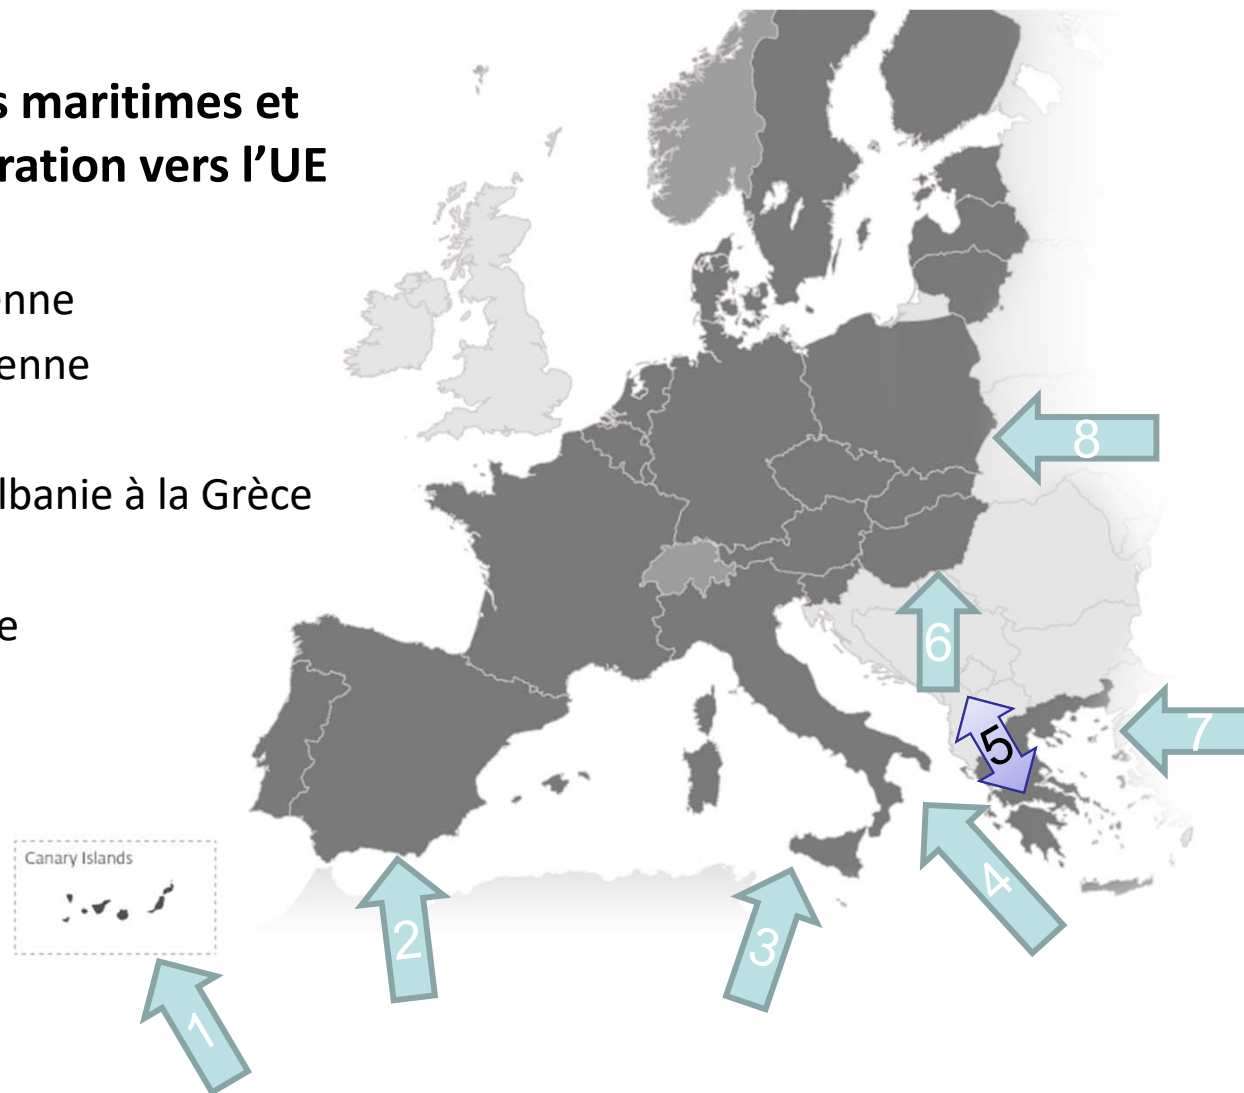 s maritimes et
ration vers l’UE
enne
enne
lbanie à la Grèce
e
Canary Islands
8
6
7
5
4
2
3
1